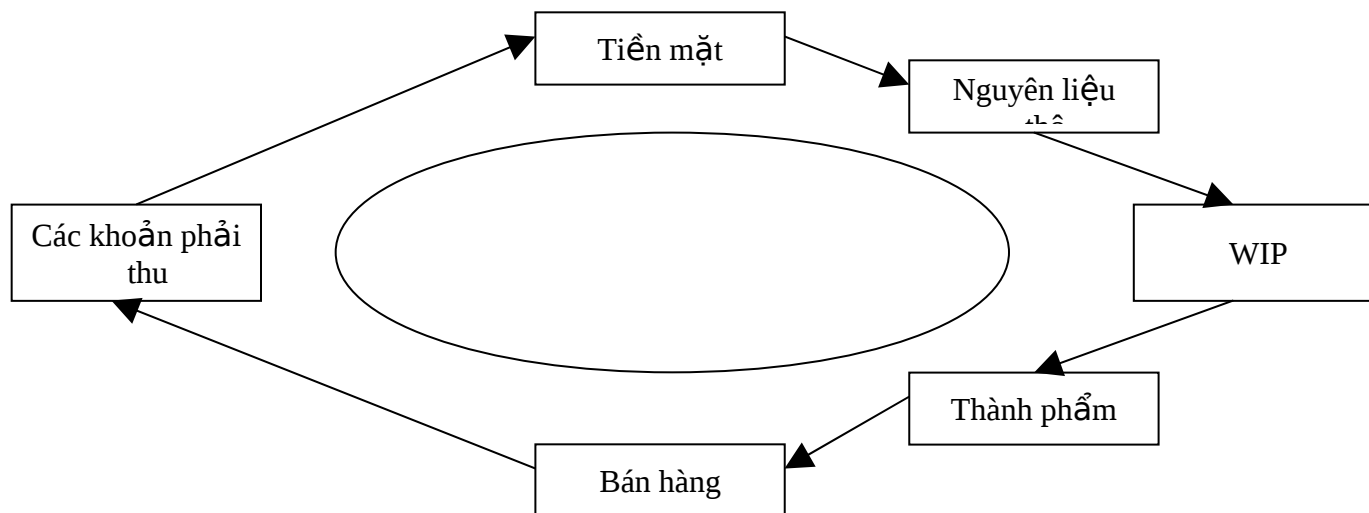 Tiền mặt
Nguyên liệu
WIP
Thành phẩm
Bán hàng
Các khoản phải
thu